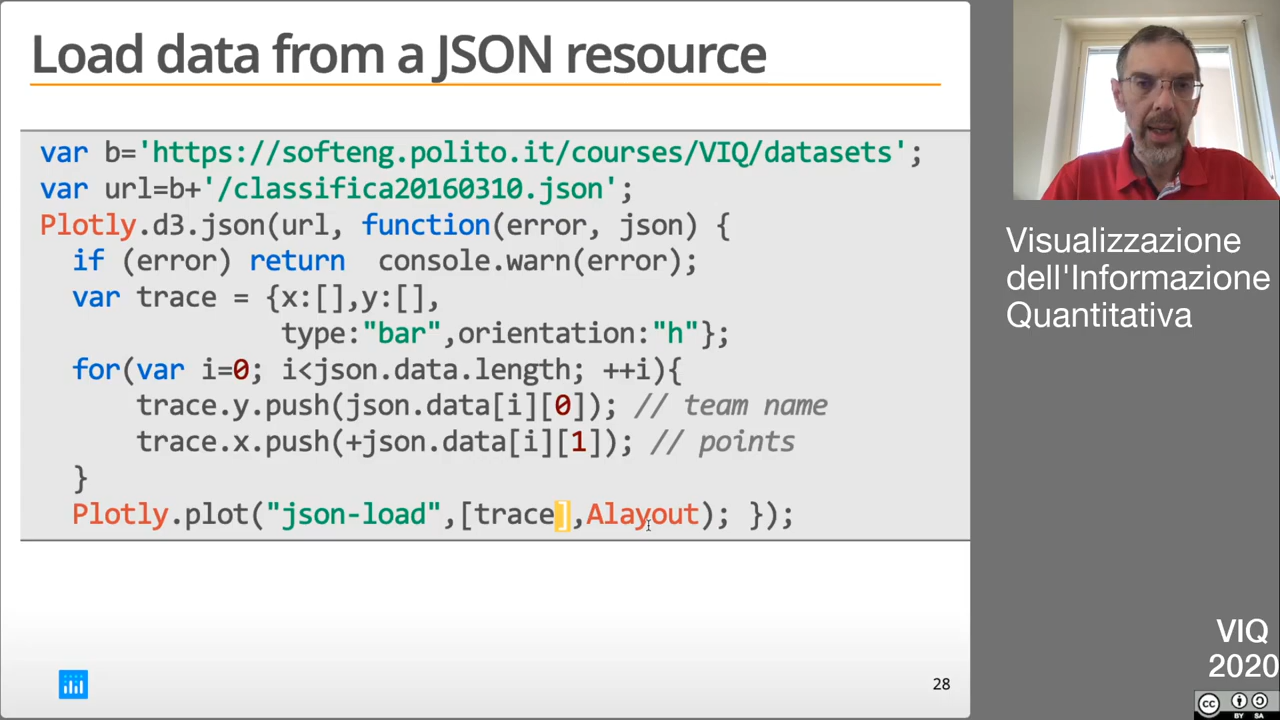 Load data from a JSON resource
var b='https://softeng.polito.it/courses/VIQ/datasets';
var url=b+'/classifica20160310.json';
Plotly.d3.json(url, function(error, json) {
if (error) return  console.warn(error);
var trace = {x:[],y:[],
type:"bar",orientation:"h"};
for(var i=0; i<json.data.length; ++i){
trace.y.push(json.data[i][0]); // team name
trace.x.push(+json.data[i][1]); // points
}
Plotly.plot("json-load",[trace],Alayout); });
28
Visualizzazione
dell'Informazione
Quantitativa
VIQ
2020
cc
BY SA